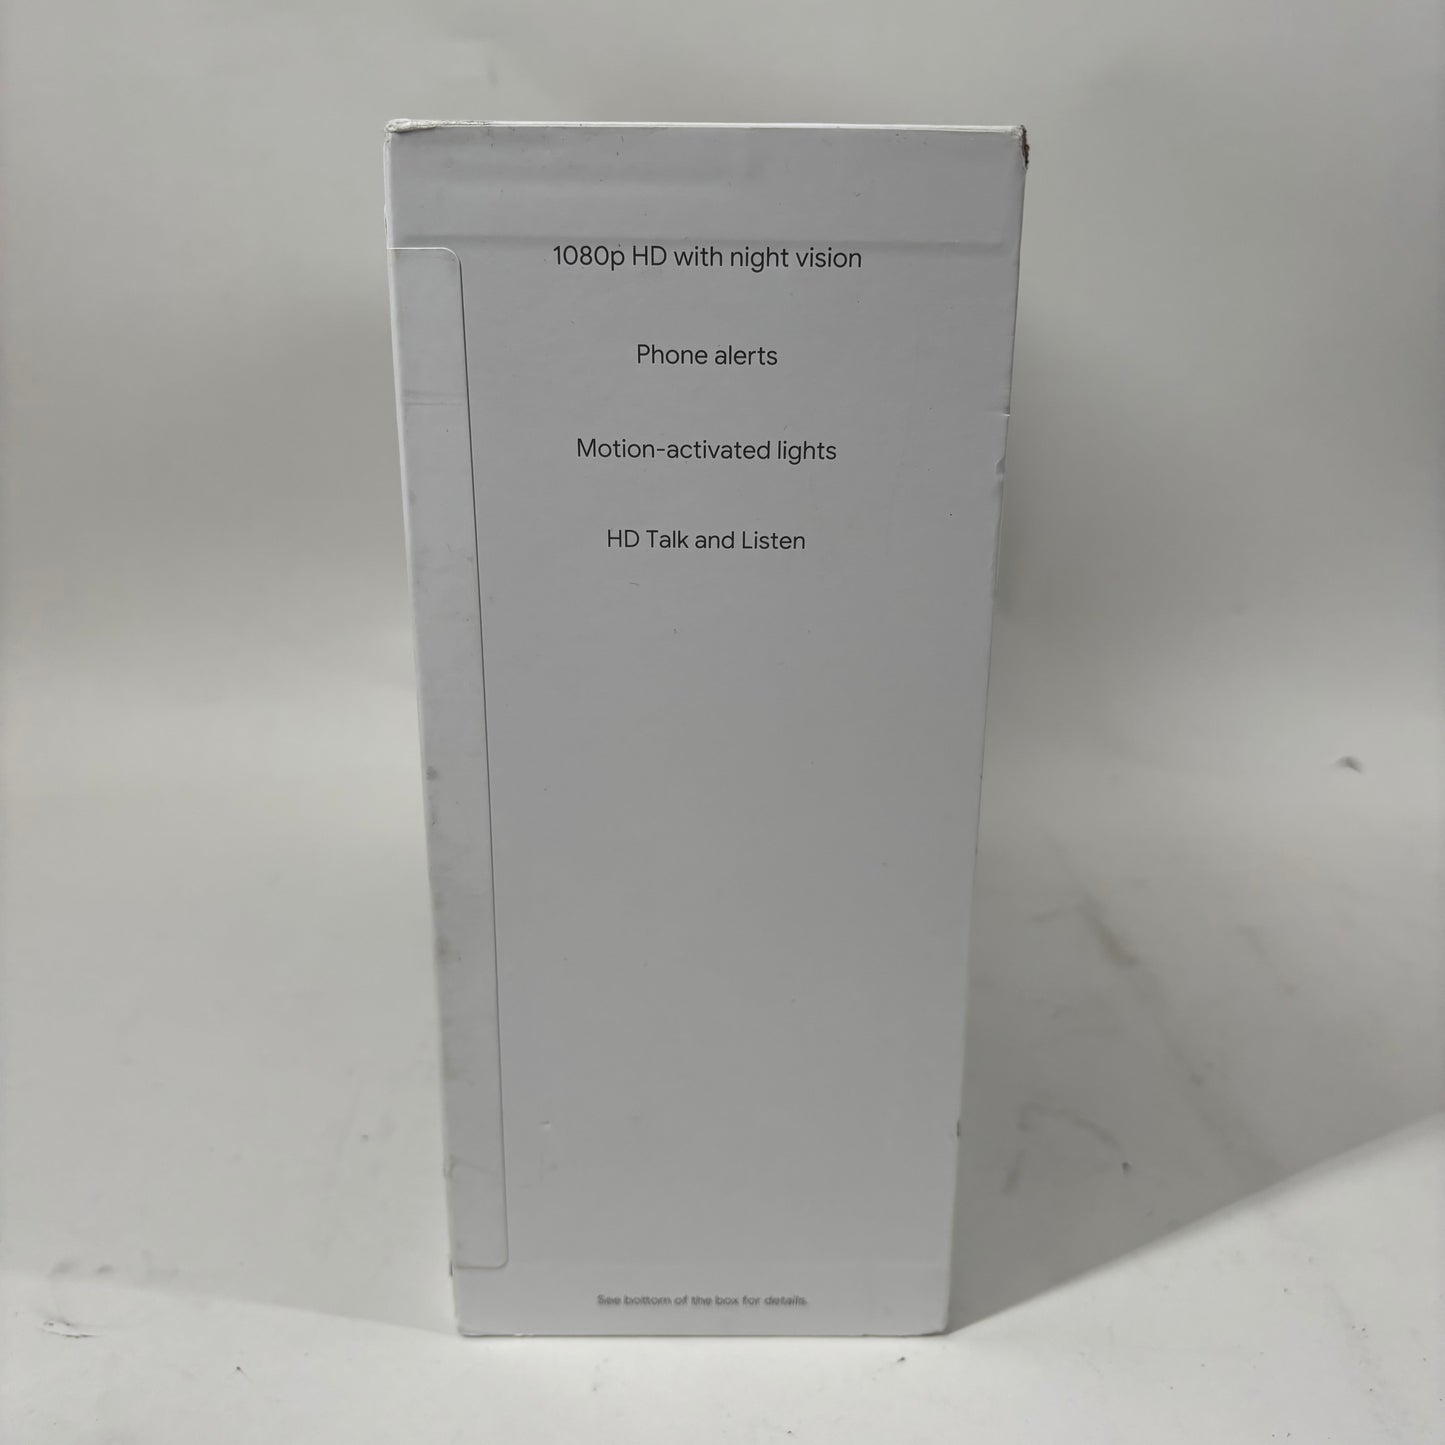 1080p HD with night vision
Phone alerts
Motion-activated lights
HD Talk and Listen
See bottom of the box for details.